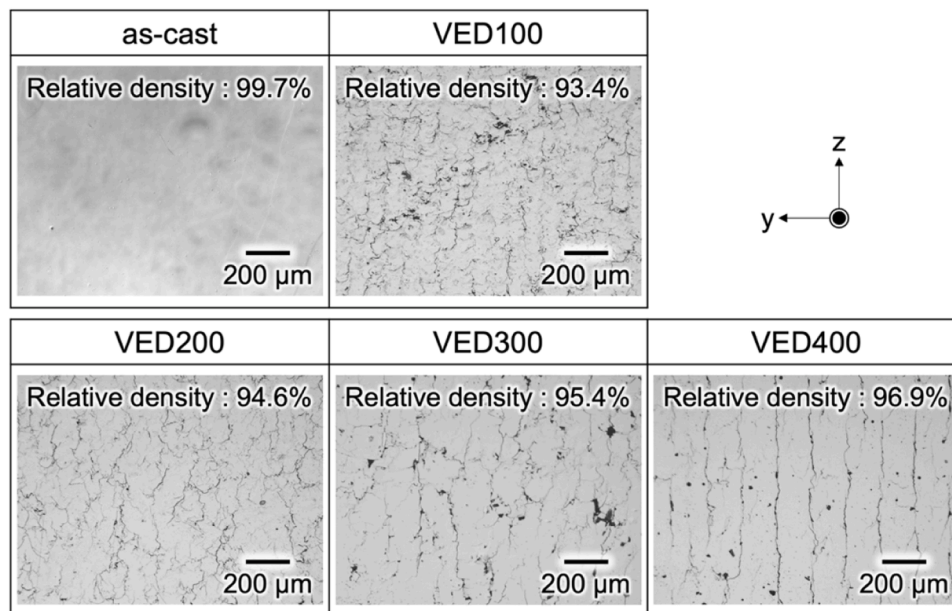 as-cast
VED100
Relative density : 99.7%
Relative density : 93.4%
200 µm
200 µm
z
y
VED200
VED300
VED400
Relative density : 94.6%
Relative density : 95.4%
Relative density : 96.9%
200 µm
200 µm
200 µm